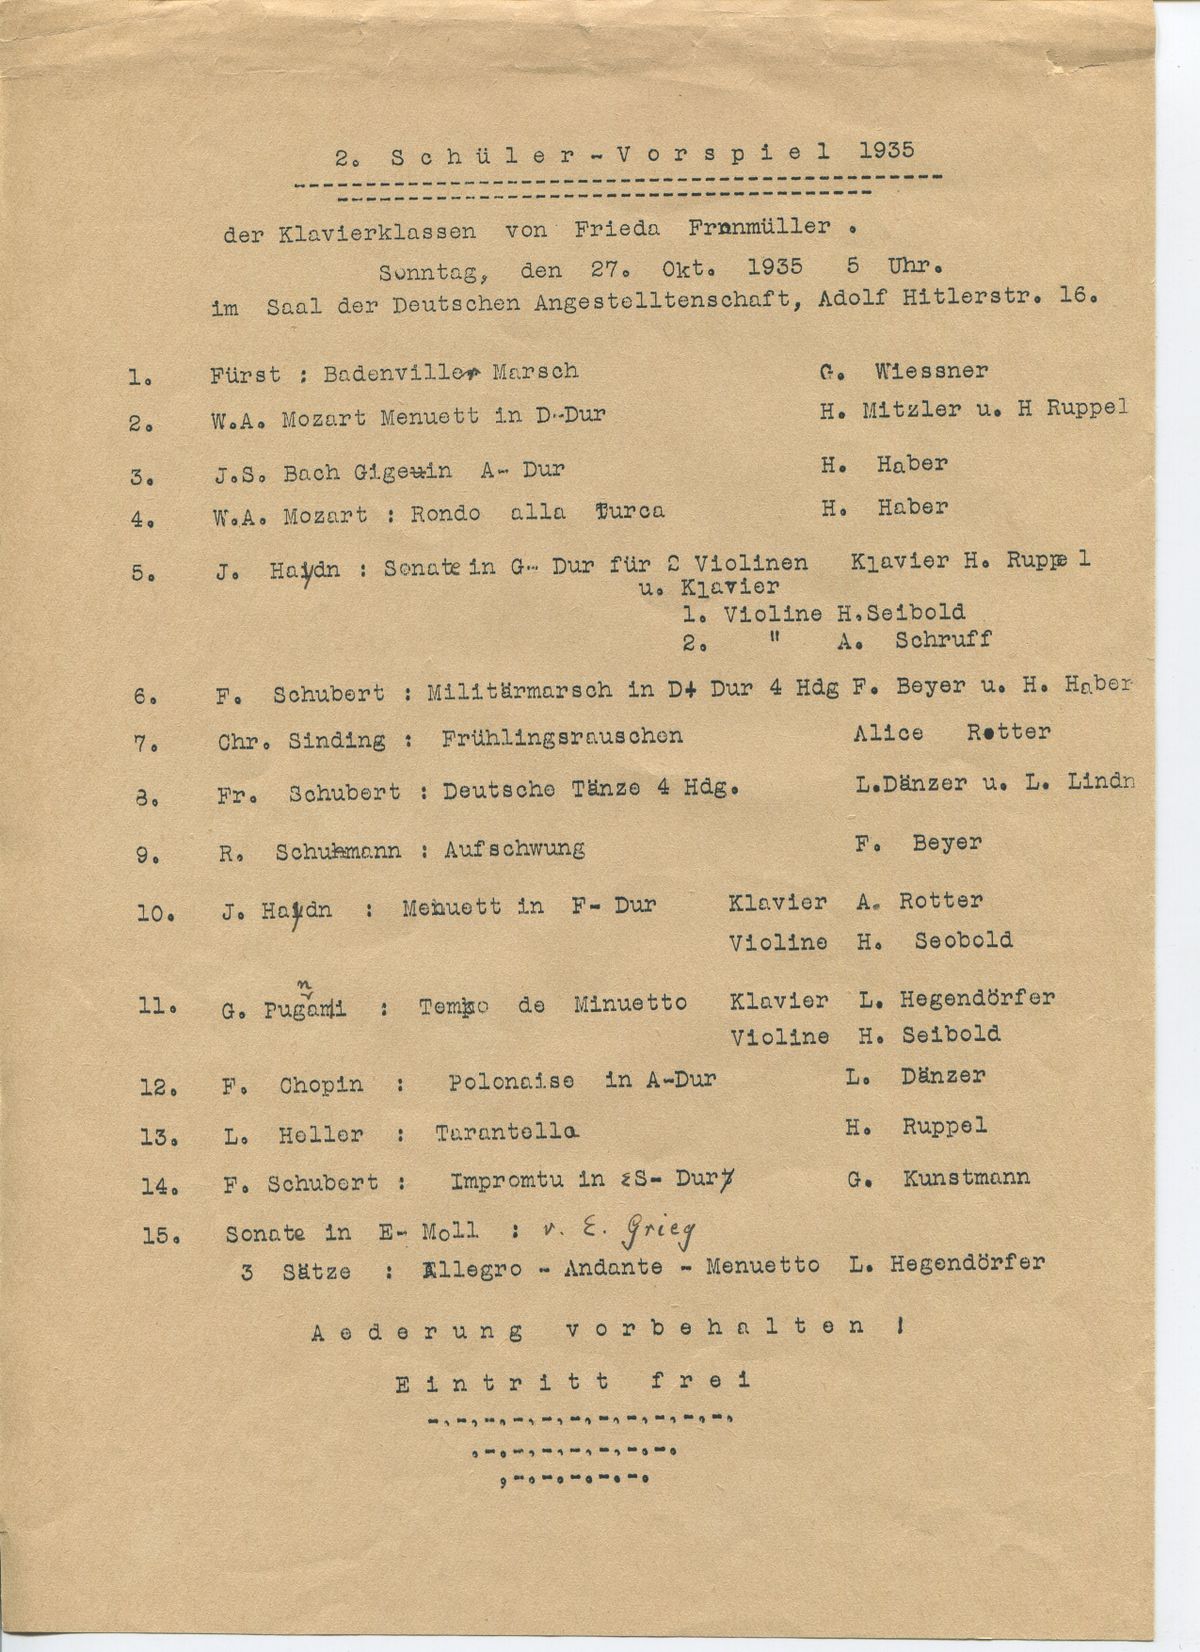 2. Schüler-Vorspiel 1935
der Klavierklassen von Frieda Fronmüller .
Sonntag, den 27. Okt. 1935 5 Uhr.
im Saal der Deutschen Angestelltenschaft, Adolf Hitlerstr. 16.
1. Fürst : Badenviller Marsch G. Wiessner
2. W.A. Mozart Menuett in D-Dur H. Mitzler u. H Ruppel
3. J.S. Bach Gige in A- Dur H. Haber
4. W.A. Mozart : Rondo alla Turca H. Haber
5. J. Haydn : Sonate in G- Dur für 2 Violinen Klavier H. Ruppel
u. Klavier
1. Violine H.Seibold
2. " A. Schruff
6. F. Schubert : Militärmarsch in D+ Dur 4 Hdg F. Beyer u. H. Haber
7. Chr. Sinding : Frühlingsrauschen Alice Rotter
8. Fr. Schubert : Deutsche Tänze 4 Hdg. L.Dänzer u. L. Lindn
9. R. Schumann : Aufschwung F. Beyer
10. J. Haydn : Menuett in F- Dur Klavier A. Rotter
Violine H. Seobold
11. G. Pugnani : Tempo de Minuetto Klavier L. Hegendörfer
Violine H. Seibold
12. F. Chopin : Polonaise in A-Dur L. Dänzer
13. L. Heller : Tarantella H. Ruppel
14. F. Schubert : Impromtu in ES- Dur G. Kunstmann
15. Sonate in E- Moll : v. E. Grieg
3 Sätze : Allegro - Andante - Menuetto L. Hegendörfer
Aederung vorbehalten !
Eintritt frei